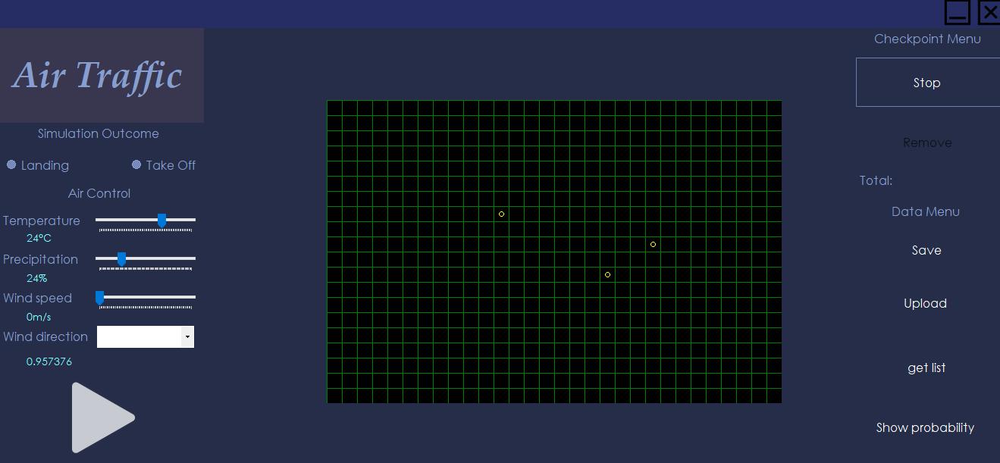 Air Traffic
Simulation Outcome
Landing
Take Off
Air Control
Temperature
24°C
Precipitation
24%
Wind speed
0m/s
Wind direction
0.957376
Checkpoint Menu
Stop
Remove
Total:
Data Menu
Save
Upload
get list
Show probability